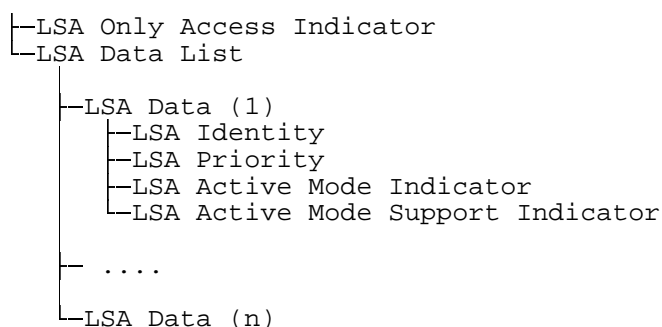 LSA Only Access Indicator
LSA Data List
LSA Data (1)
LSA Identity
LSA Priority
LSA Active Mode Indicator
LSA Active Mode Support Indicator
....
LSA Data (n)